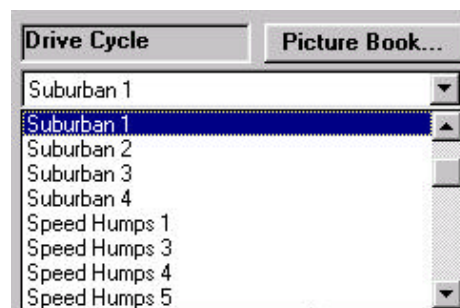 Drive Cycle
Picture Book...
Suburban 1
Suburban 1
Suburban 2
Suburban 3
Suburban 4
Speed Humps 1
Speed Humps 3
Speed Humps 4
Speed Humps 5